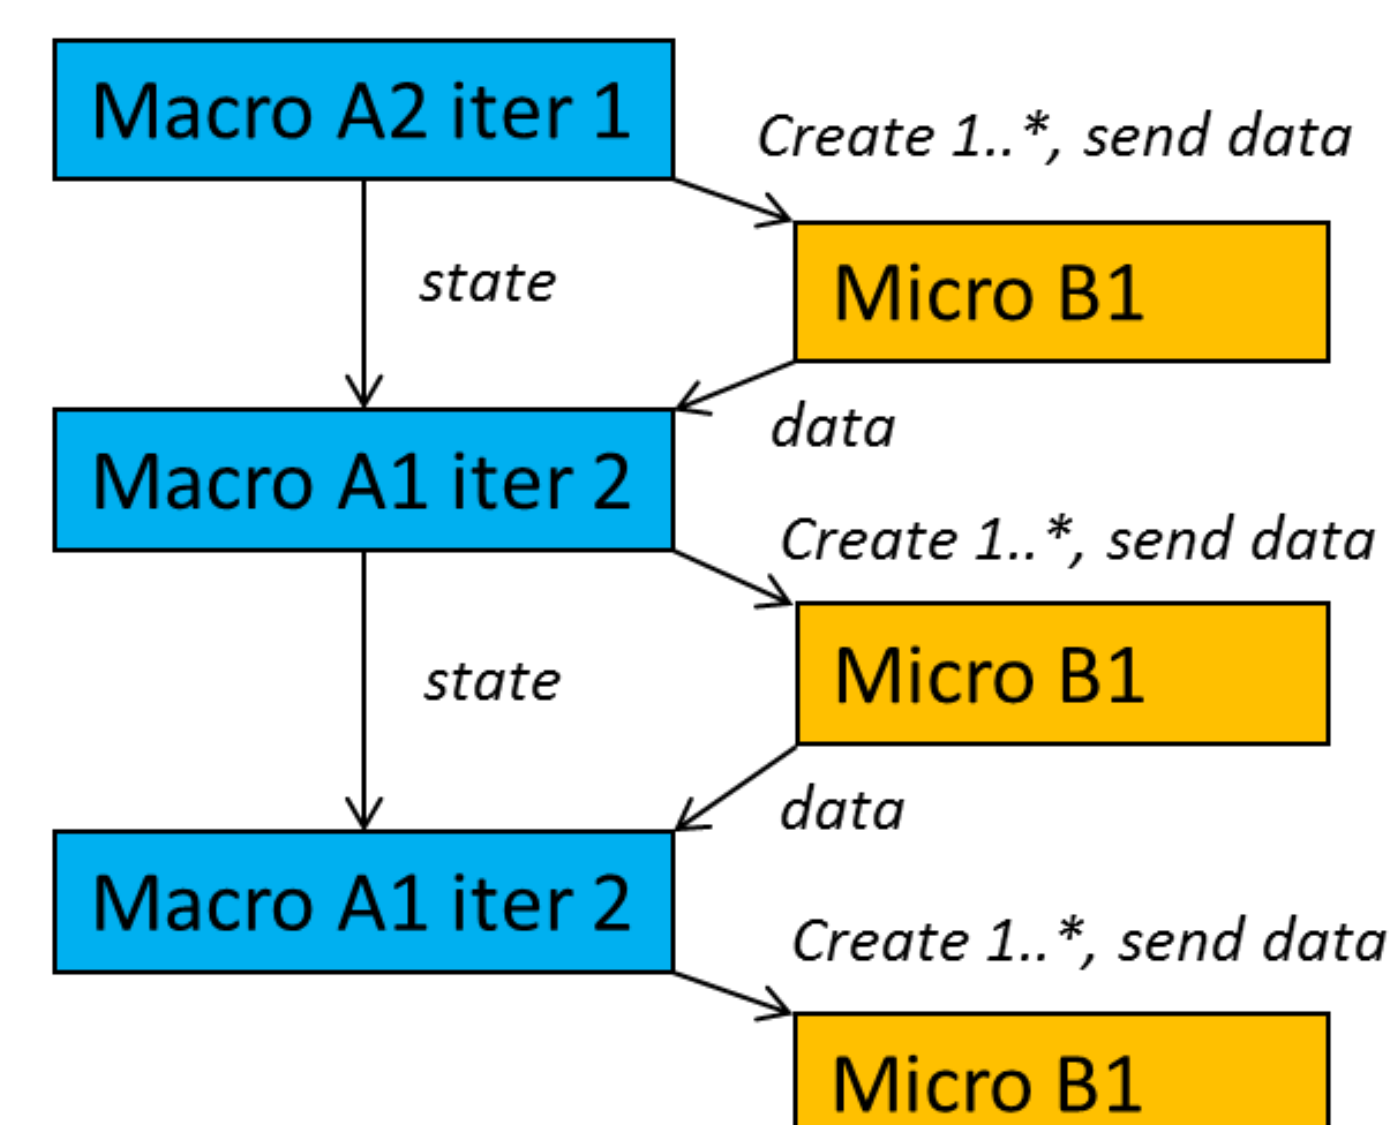 Macro A2 iter 1
Create 1..*, send data
state
Micro B1
data
Macro A1 iter 2
Create 1..*, send data
state
Micro B1
data
Macro A1 iter 2
Create 1..*, send data
Micro B1